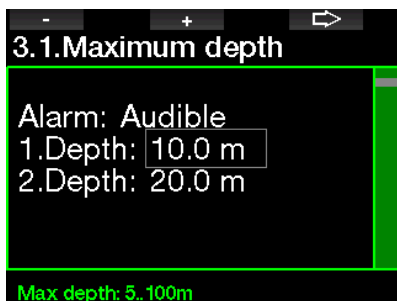 - +
3.1.Maximum depth
Alarm: Audible
1.Depth: 10.0 m
2.Depth: 20.0 m
Max depth: 5..100m